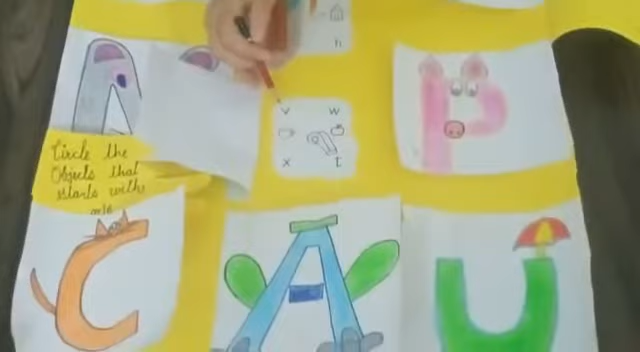 h
A
P
v w
x t
Circle the
Objects that
starts with
C
A
U